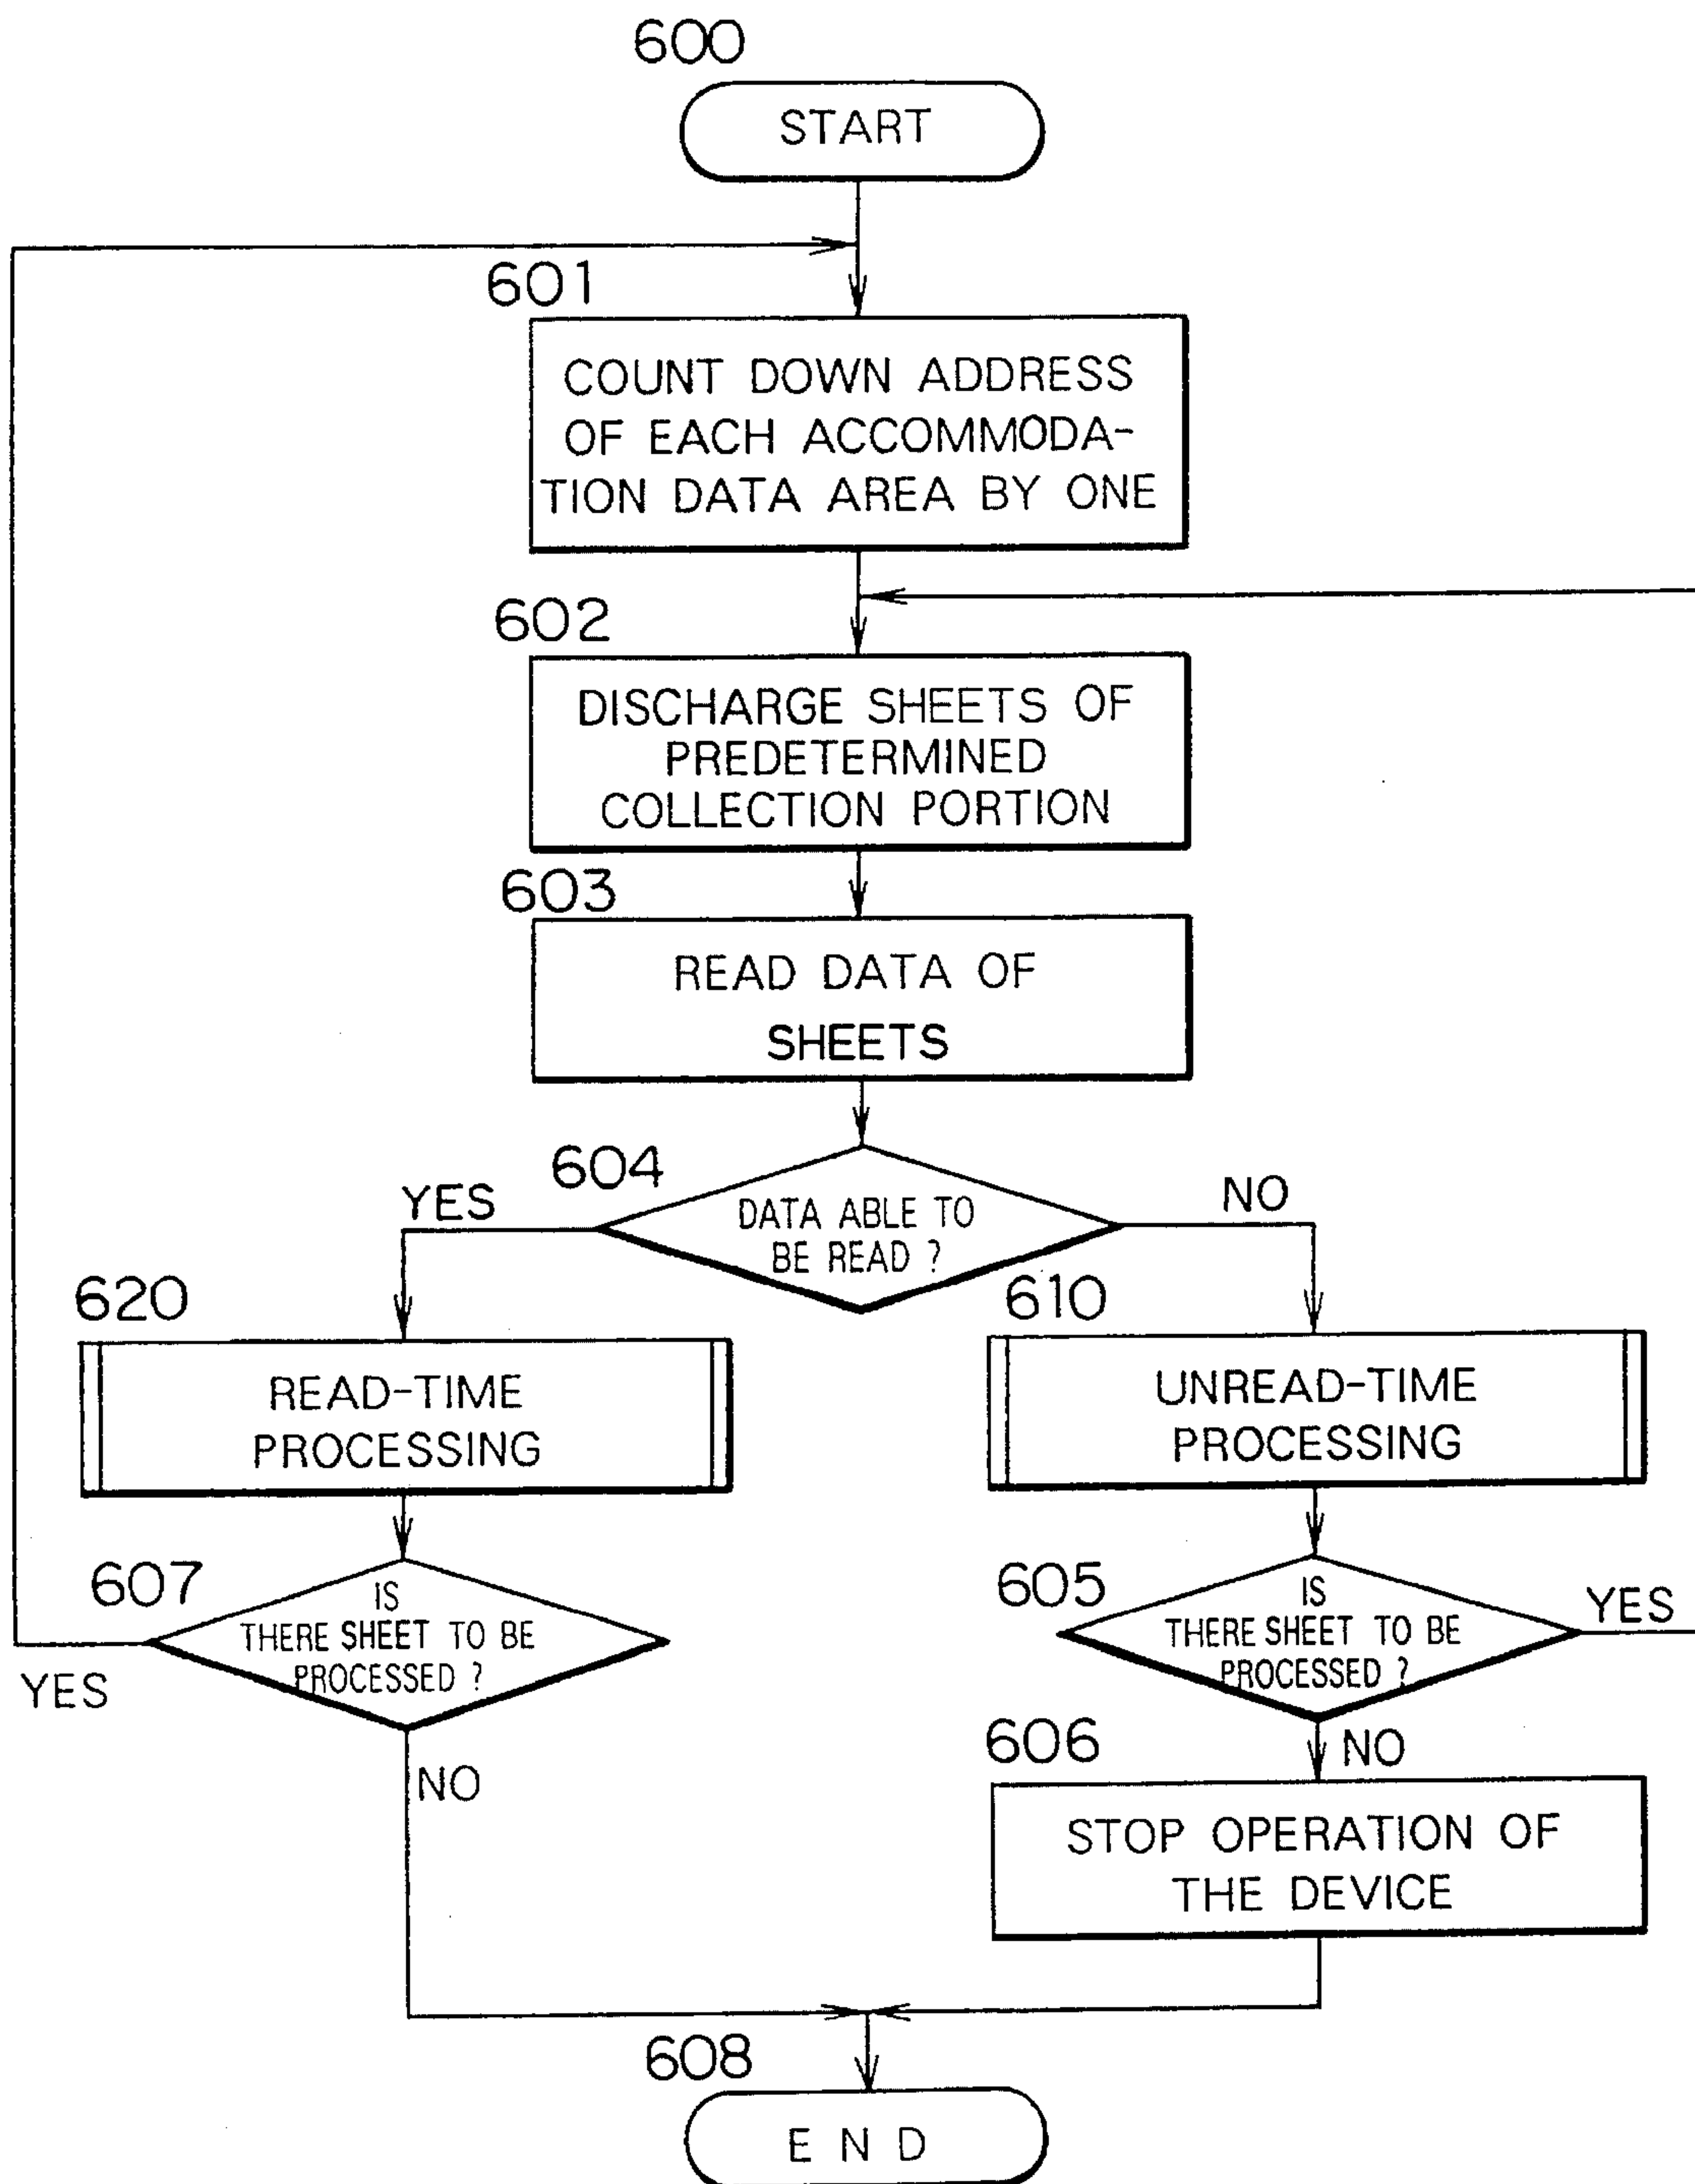 600
START
601
COUNT DOWN ADDRESS
OF EACH ACCOMMODA-
TION DATA AREA BY ONE
602
DISCHARGE SHEETS OF
PREDETERMINED
COLLECTION PORTION
603
READ DATA OF
SHEETS
604
DATA ABLE TO
BE READ ?
YES
NO
620
READ-TIME
PROCESSING
610
UNREAD-TIME
PROCESSING
607
IS
THERE SHEET TO BE
PROCESSED ?
YES
NO
605
IS
THERE SHEET TO BE
PROCESSED ?
YES
NO
606
STOP OPERATION OF
THE DEVICE
608
END